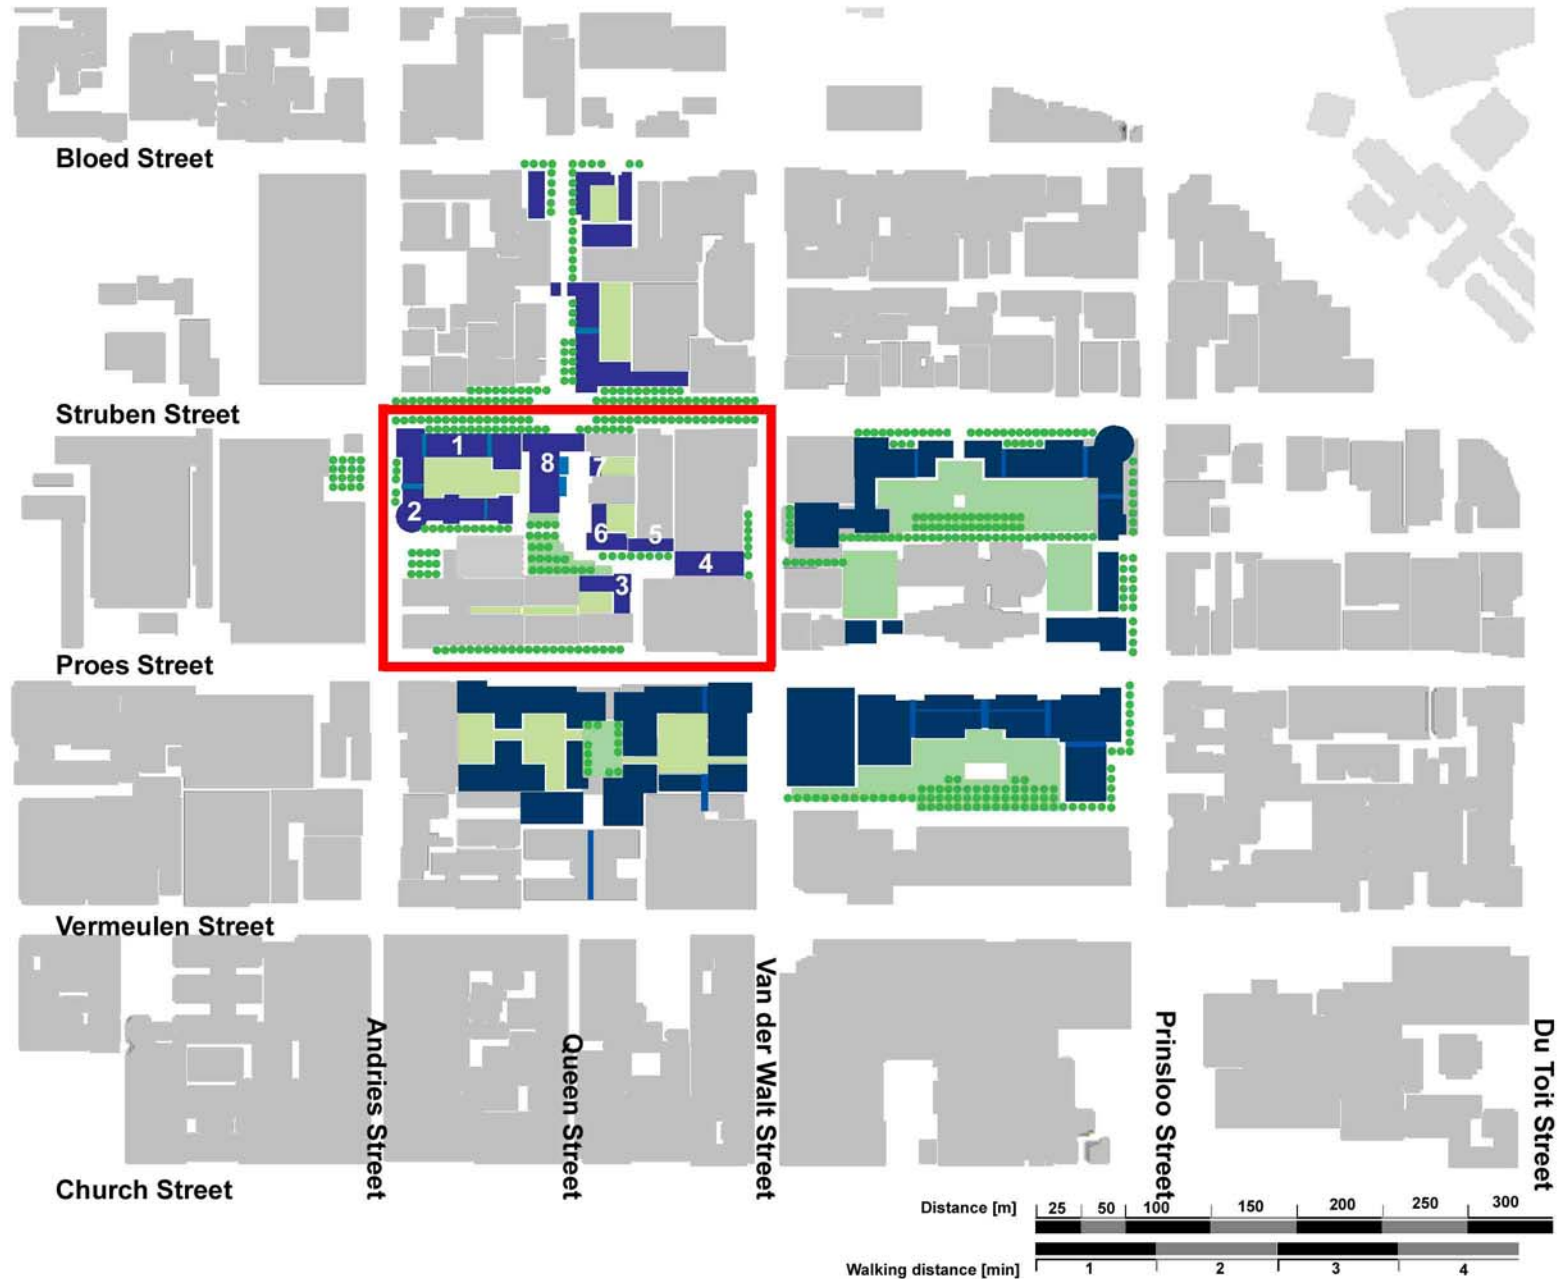 Bloed Street
Struben Street
1
8
7
2
6
5
4
3
Proes Street
Vermeulen Street
Andries Street
Queen Street
Van der Walt Street
Prinsloo Street
Du Toit Street
Church Street
Distance [m] 25 50 100 150 200 250 300
Walking distance [min] 1 2 3 4